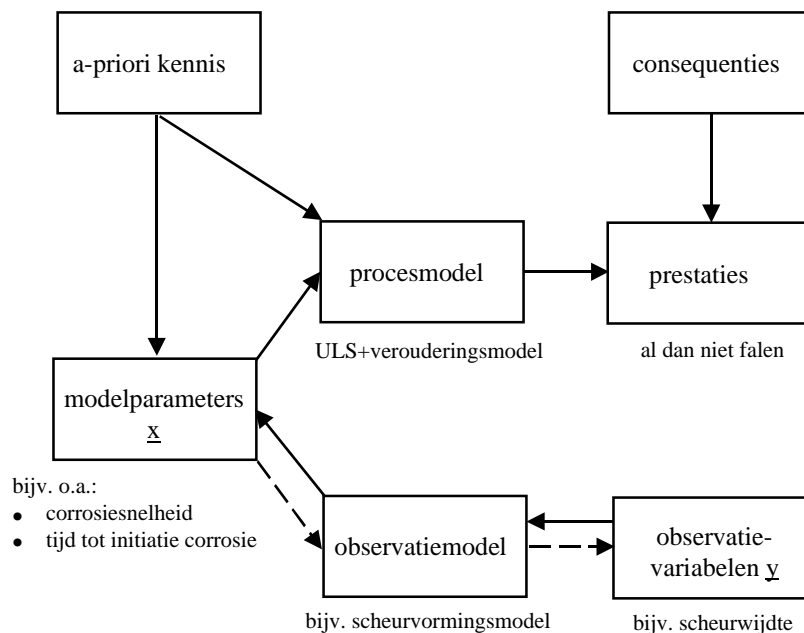 a-priori kennis
consequenties
procesmodel
prestaties
ULS+verouderingsmodel
al dan niet falen
modelparameters
x
bijv. o.a.:
• corrosiesnelheid
• tijd tot initiatie corrosie
observatiemodel
observatie-
variabelen y
bijv. scheurvormingsmodel
bijv. scheurwijdte